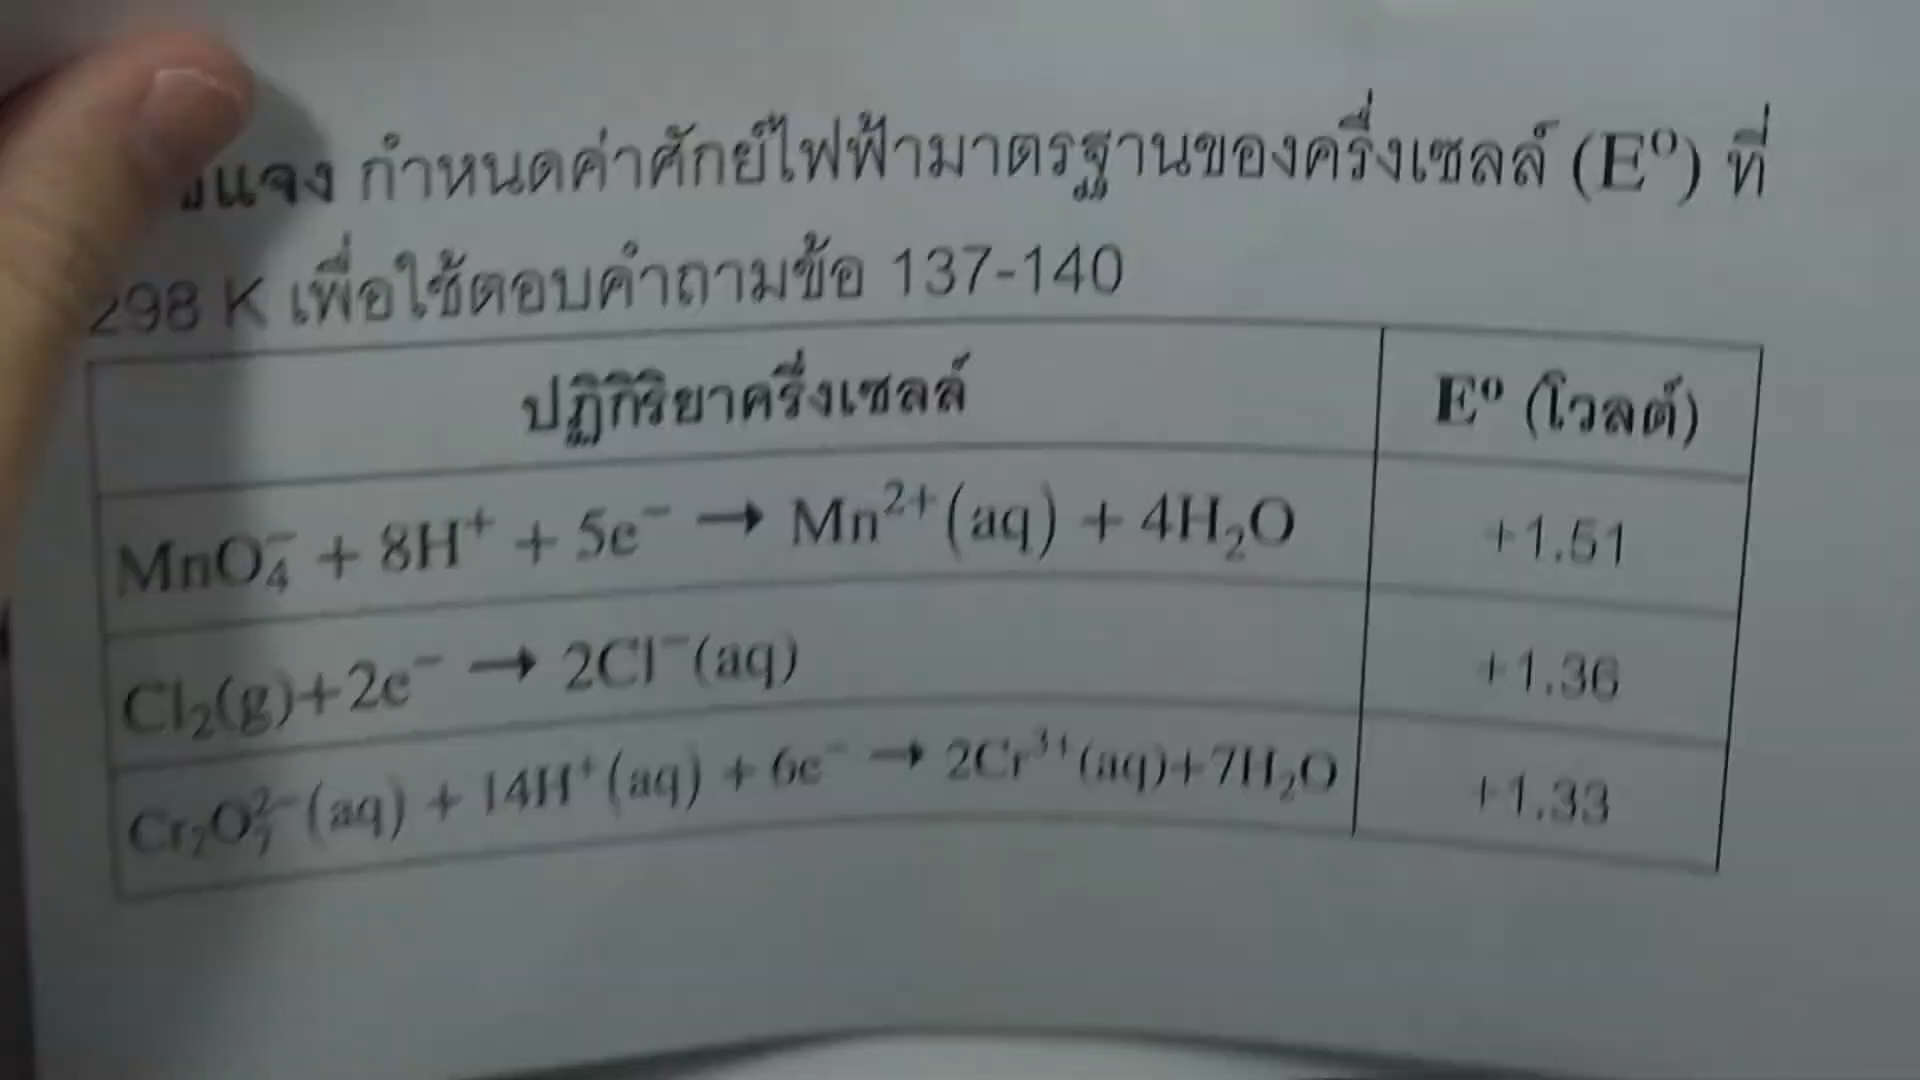 กำหนดค่าศักย์ไฟฟ้ามาตรฐานของครึ่งเซลล์ (E⁰) ที่
298 K เพื่อใช้ตอบคำถามข้อ 137-140
ปฏิกิริยาครึ่งเซลล์ E⁰ (โวลต์)
MnO₄⁻ + 8H⁺ + 5e⁻ → Mn²⁺(aq) + 4H₂O +1.51
Cl₂(g)+2e⁻ → 2Cl⁻(aq) +1.36
Cr₂O₇²⁻(aq) + 14H⁺(aq) + 6e⁻ → 2Cr³⁺(aq)+7H₂O +1.33